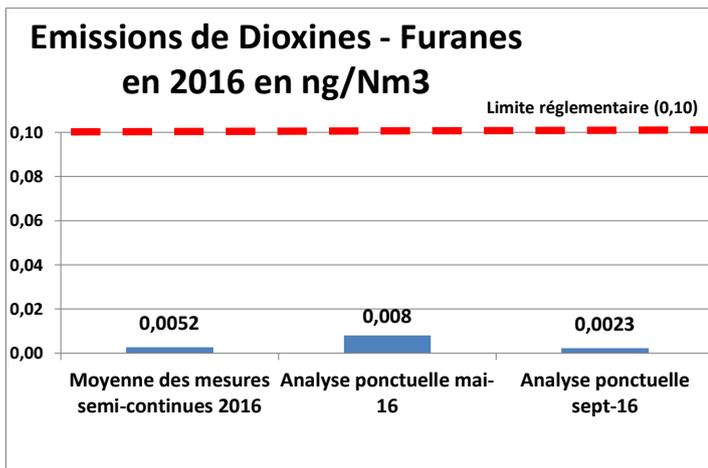 Emissions de Dioxines - Furanes
en 2016 en ng/Nm3
Limite réglementaire (0,10)
0,10
0,08
0,06
0,04
0,02
0,00
0,0052
0,008
0,0023
Moyenne des mesures
semi-continues 2016
Analyse ponctuelle mai-
16
Analyse ponctuelle
sept-16